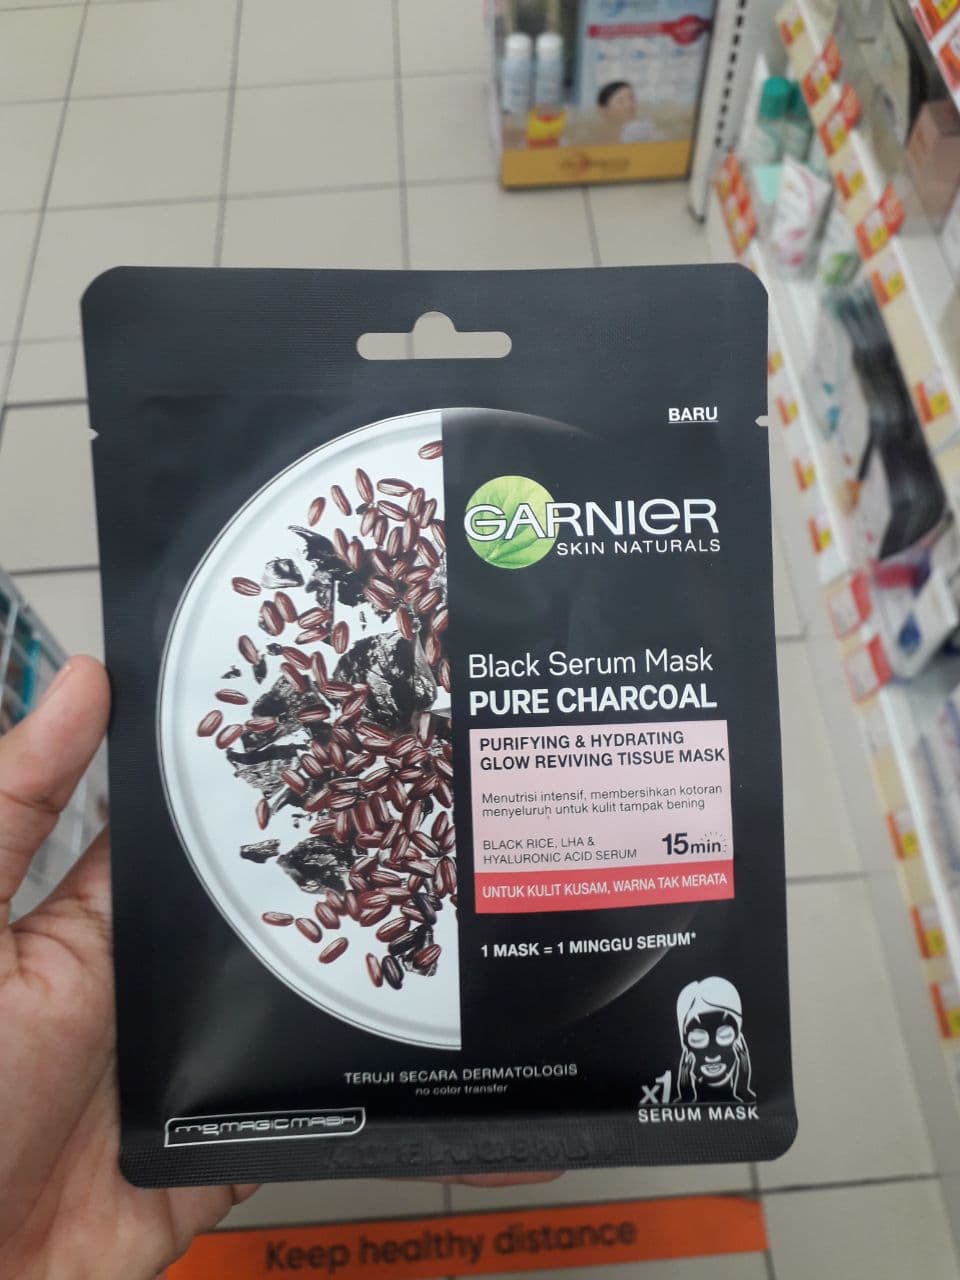 BARU
GARNIER
SKIN NATURALS
Black Serum Mask
PURE CHARCOAL
PURIFYING & HYDRATING
GLOW REVIVING TISSUE MASK
Menutrisi intensif, membersihkan kotoran
menyeluruh untuk kulit tampak bening
BLACK RICE, LHA &
HYALURONIC ACID SERUM
15min
UNTUK KULIT KUSAM, WARNA TAK MERATA
1 MASK = 1 MINGGU SERUM*
TERUJI SECARA DERMATOLOGIS
no color transfer
x1
SERUM MASK
MAGICMASK
Keep healthy distance